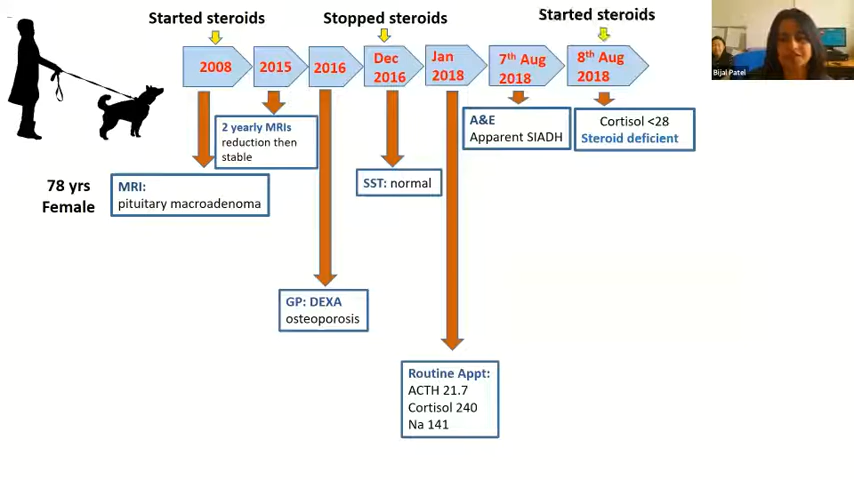 Started steroids
Stopped steroids
Started steroids
2008
2015
2016
Dec
2016
Jan
2018
7th Aug
2018
8th Aug
2018
Bijal Patel
2 yearly MRIs
reduction then
stable
A&E
Apparent SIADH
Cortisol <28
Steroid deficient
78 yrs
Female
MRI:
pituitary macroadenoma
SST: normal
GP: DEXA
osteoporosis
Routine Appt:
ACTH 21.7
Cortisol 240
Na 141